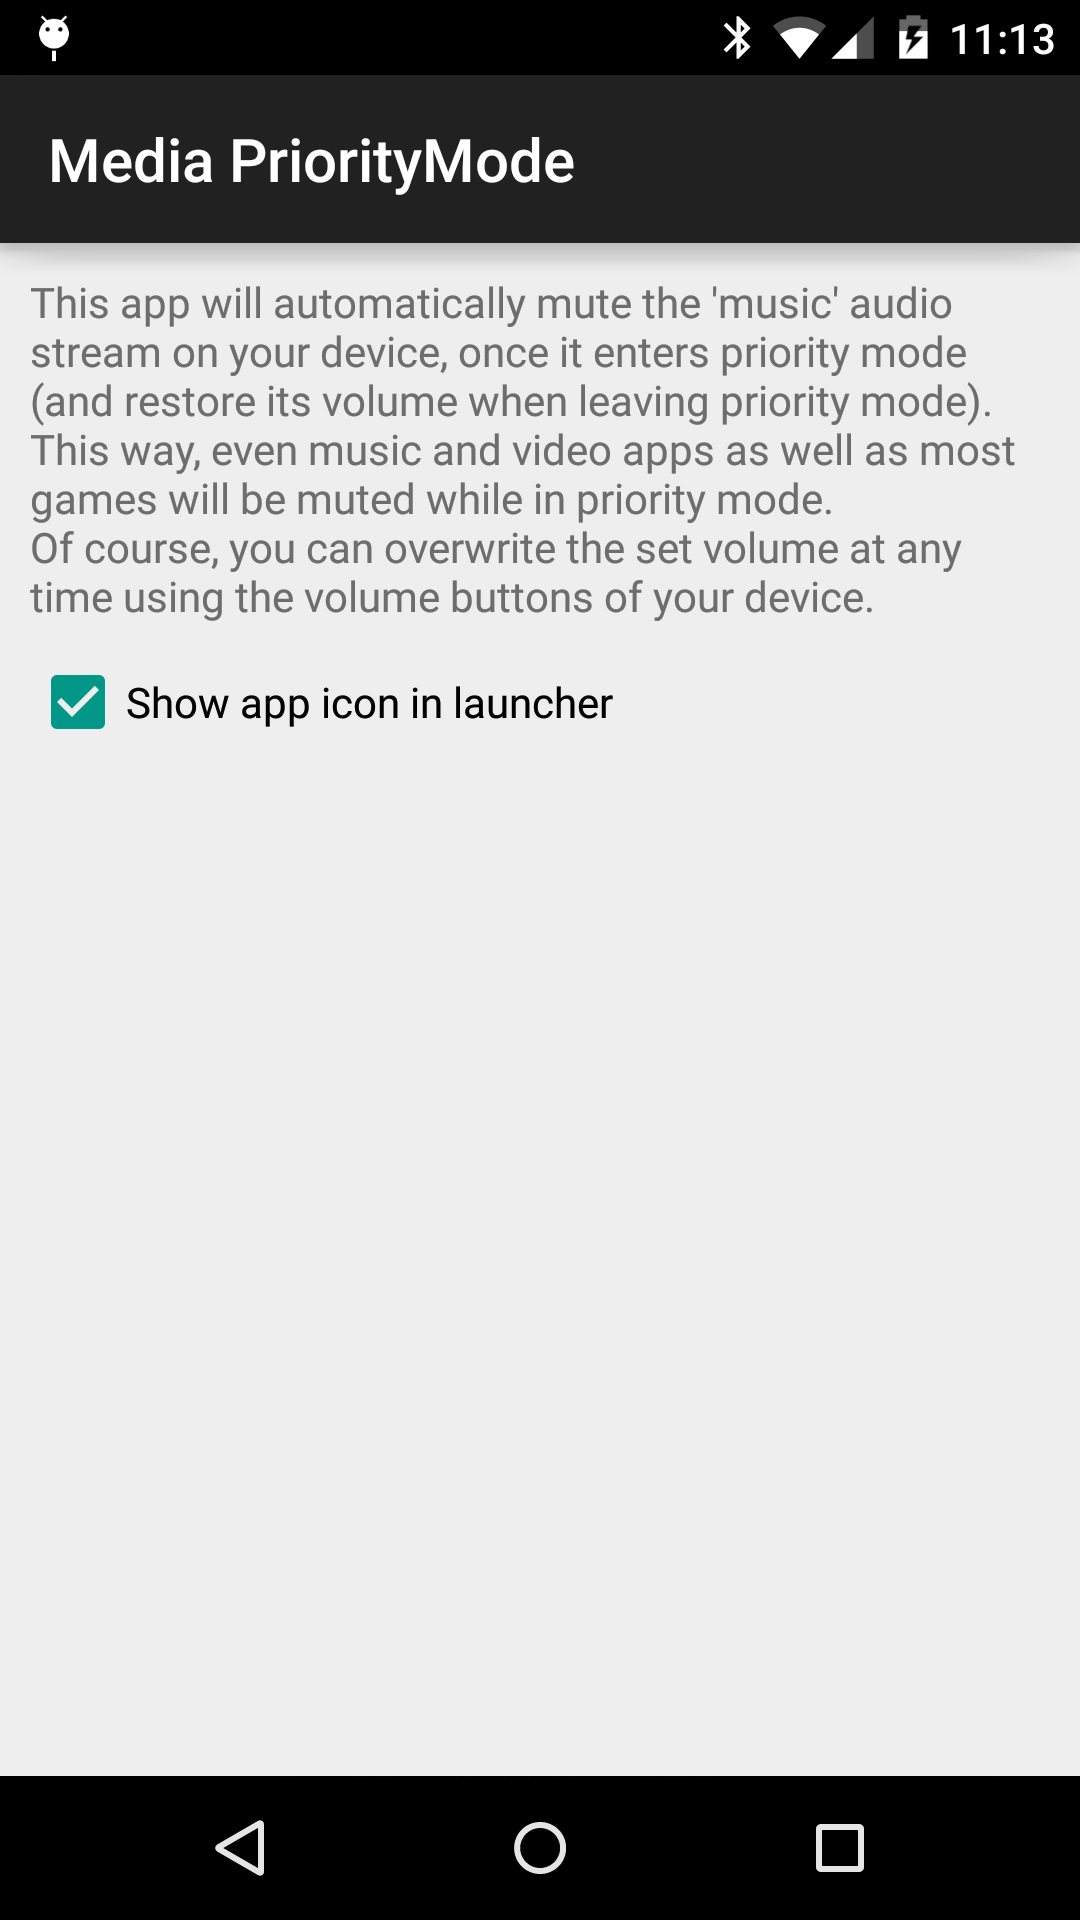 11:13
Media PriorityMode
This app will automatically mute the 'music' audio
stream on your device, once it enters priority mode
(and restore its volume when leaving priority mode).
This way, even music and video apps as well as most
games will be muted while in priority mode.
Of course, you can overwrite the set volume at any
time using the volume buttons of your device.
Show app icon in launcher